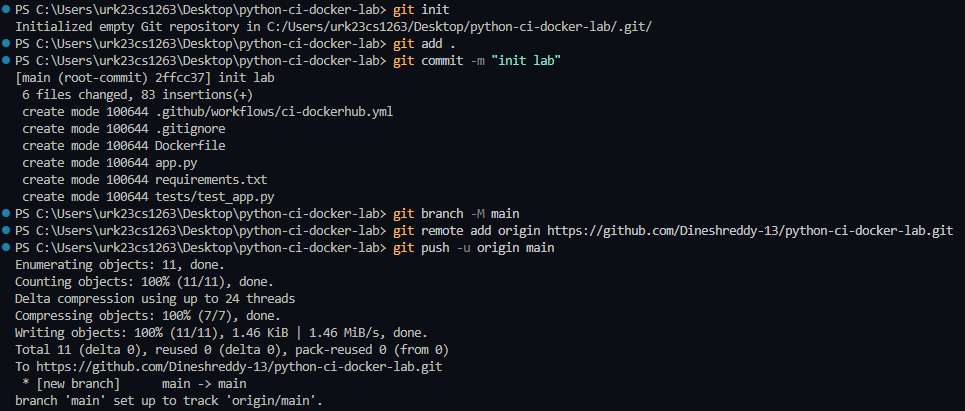 PS C:\Users\urk23cs1263\Desktop\python-ci-docker-lab> git init
Initialized empty Git repository in C:/Users/urk23cs1263/Desktop/python-ci-docker-lab/.git/
PS C:\Users\urk23cs1263\Desktop\python-ci-docker-lab> git add .
PS C:\Users\urk23cs1263\Desktop\python-ci-docker-lab> git commit -m "init lab"
[main (root-commit) 2ffcc37] init lab
 6 files changed, 83 insertions(+)
 create mode 100644 .github/workflows/ci-dockerhub.yml
 create mode 100644 .gitignore
 create mode 100644 Dockerfile
 create mode 100644 app.py
 create mode 100644 requirements.txt
 create mode 100644 tests/test_app.py
PS C:\Users\urk23cs1263\Desktop\python-ci-docker-lab> git branch -M main
PS C:\Users\urk23cs1263\Desktop\python-ci-docker-lab> git remote add origin https://github.com/Dineshreddy-13/python-ci-docker-lab.git
PS C:\Users\urk23cs1263\Desktop\python-ci-docker-lab> git push -u origin main
Enumerating objects: 11, done.
Counting objects: 100% (11/11), done.
Delta compression using up to 24 threads
Compressing objects: 100% (7/7), done.
Writing objects: 100% (11/11), 1.46 KiB | 1.46 MiB/s, done.
Total 11 (delta 0), reused 0 (delta 0), pack-reused 0 (from 0)
To https://github.com/Dineshreddy-13/python-ci-docker-lab.git
 * [new branch]      main -> main
branch 'main' set up to track 'origin/main'.